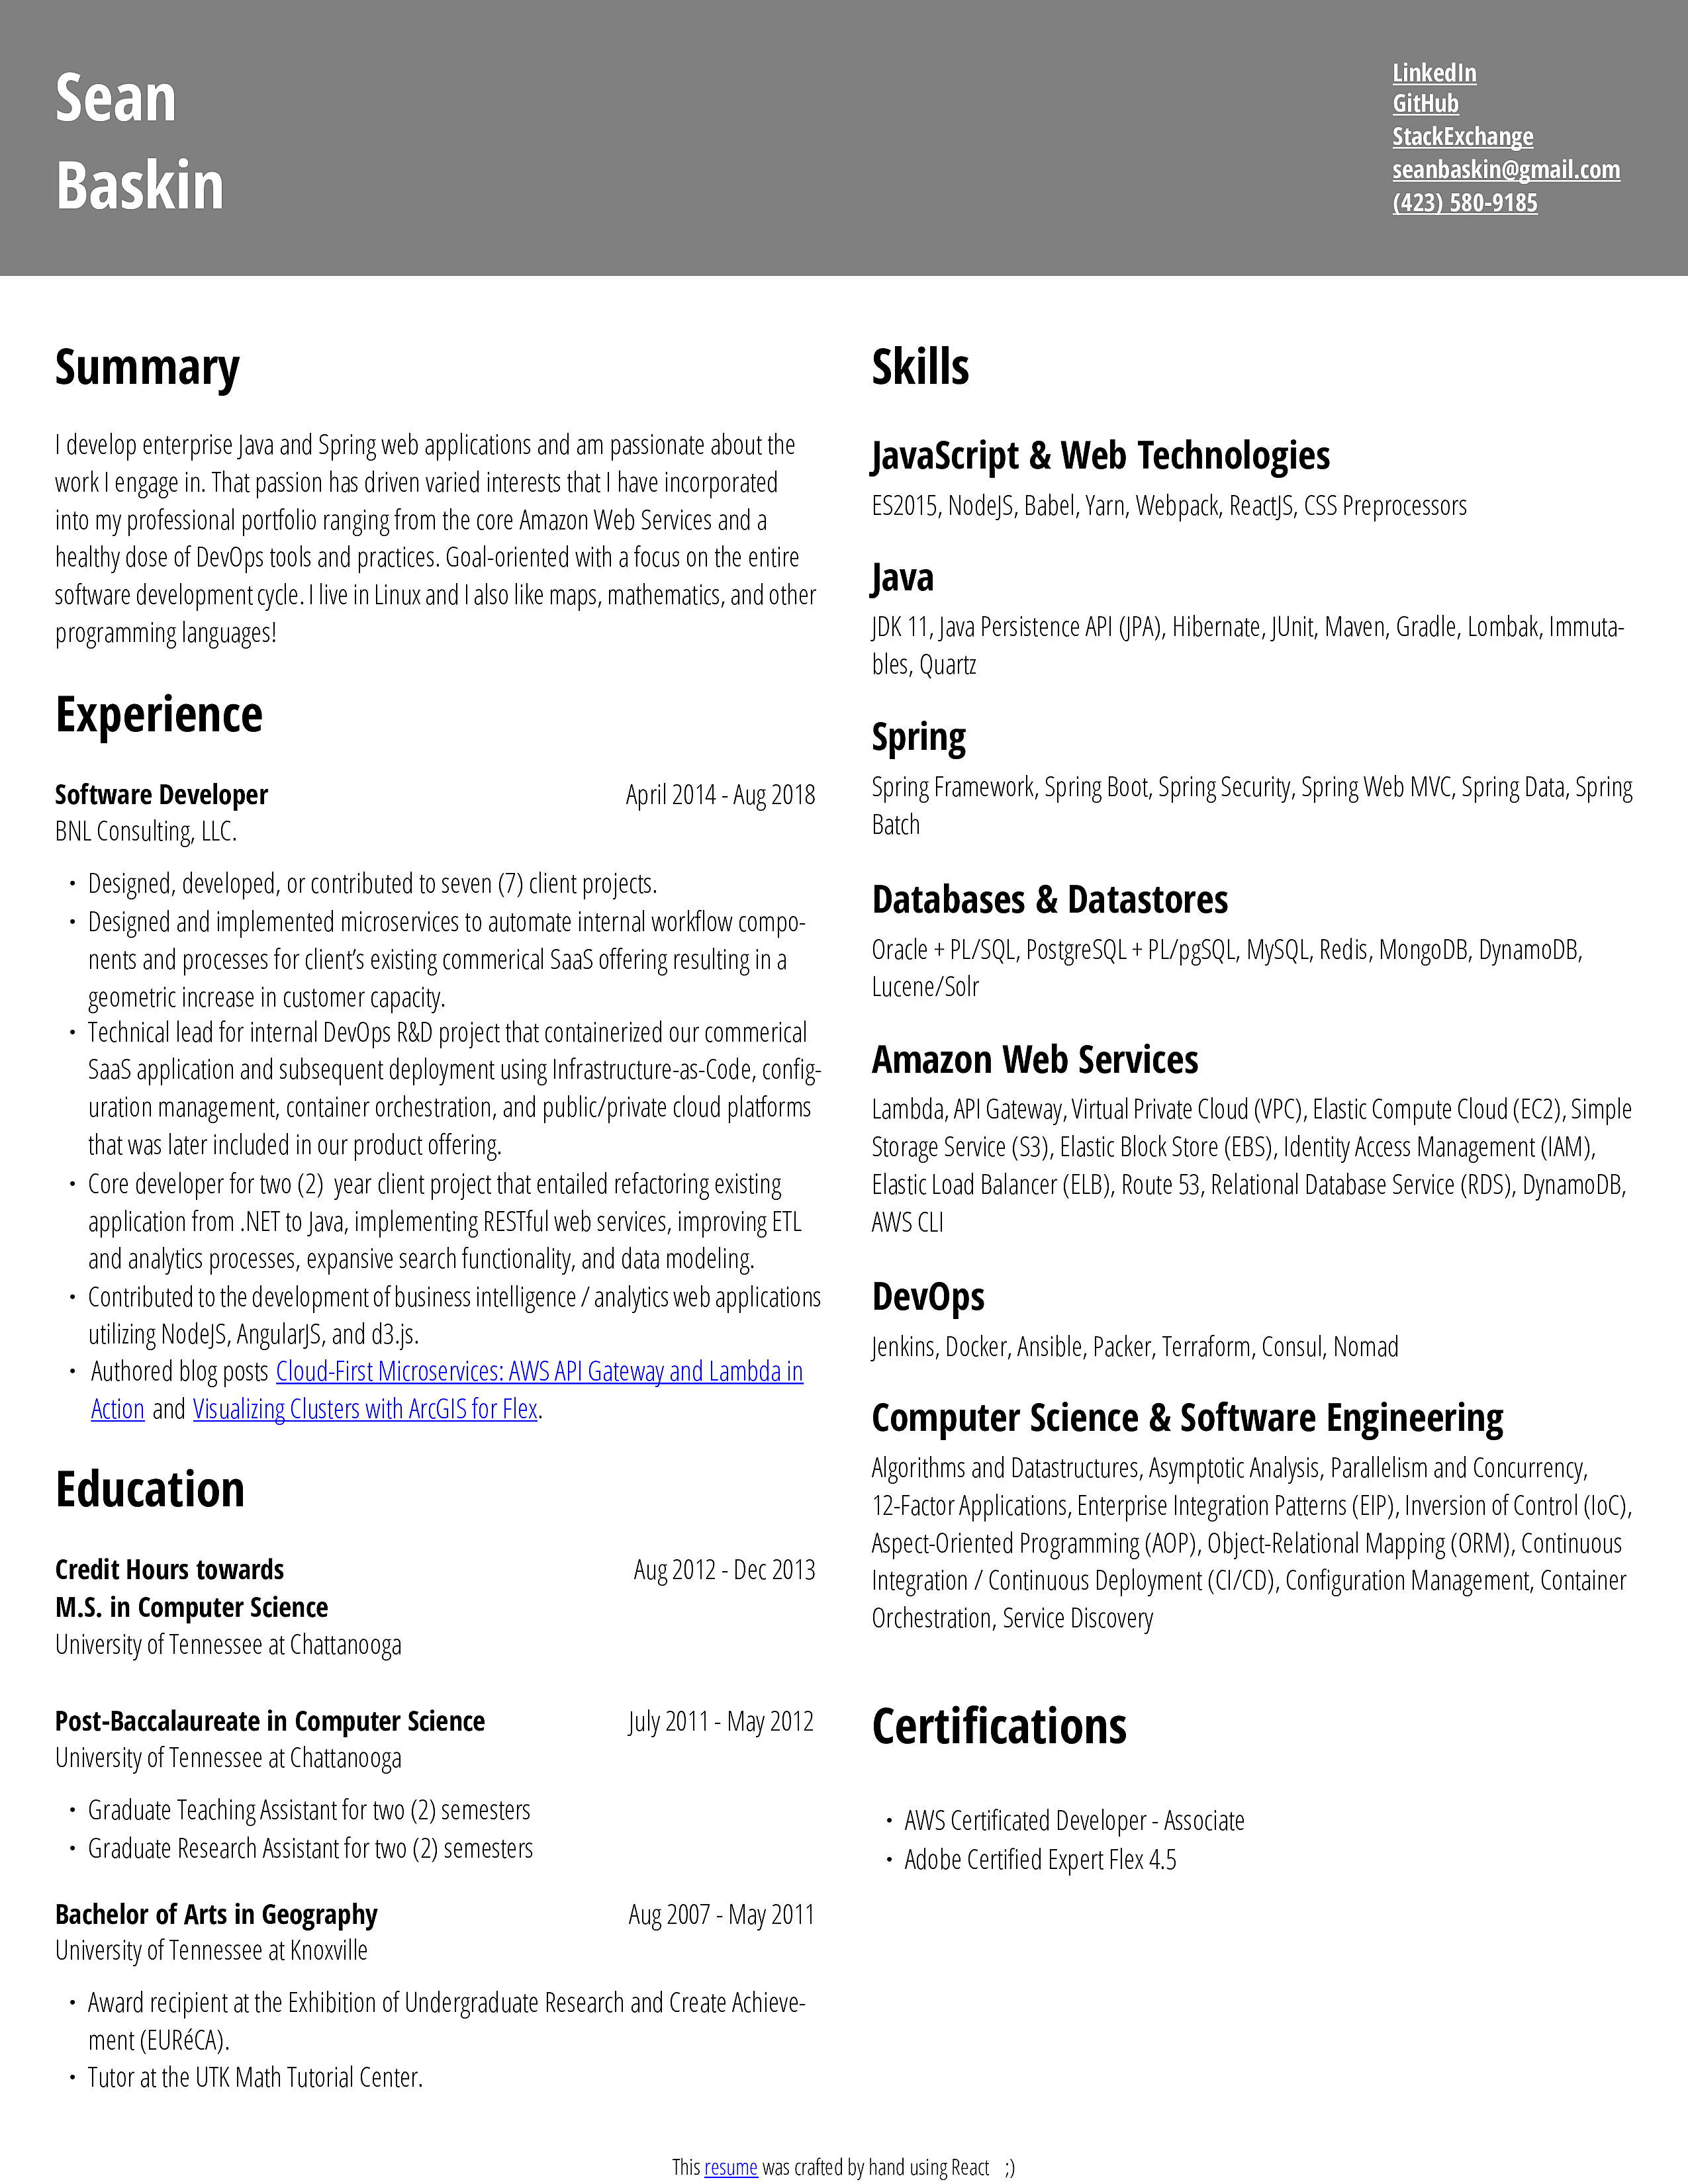 Sean
Baskin
LinkedIn
GitHub
StackExchange
seanbaskin@gmail.com
(423) 580-9185
Summary
I develop enterprise Java and Spring web applications and am passionate about the
work I engage in. That passion has driven varied interests that I have incorporated
into my professional portfolio ranging from the core Amazon Web Services and a
healthy dose of DevOps tools and practices. Goal-oriented with a focus on the entire
software development cycle. I live in Linux and I also like maps, mathematics, and other
programming languages!
Experience
Software Developer April 2014 - Aug 2018
BNL Consulting, LLC.
• Designed, developed, or contributed to seven (7) client projects.
• Designed and implemented microservices to automate internal workflow compo-
nents and processes for client's existing commerical SaaS offering resulting in a
geometric increase in customer capacity.
• Technical lead for internal DevOps R&D project that containerized our commerical
SaaS application and subsequent deployment using Infrastructure-as-Code, config-
uration management, container orchestration, and public/private cloud platforms
that was later included in our product offering.
• Core developer for two (2) year client project that entailed refactoring existing
application from .NET to Java, implementing RESTful web services, improving ETL
and analytics processes, expansive search functionality, and data modeling.
• Contributed to the development of business intelligence / analytics web applications
utilizing NodeJS, AngularJS, and d3.js.
• Authored blog posts Cloud-First Microservices: AWS API Gateway and Lambda in
Action and Visualizing Clusters with ArcGIS for Flex.
Education
Credit Hours towards Aug 2012 - Dec 2013
M.S. in Computer Science
University of Tennessee at Chattanooga
Post-Baccalaureate in Computer Science July 2011 - May 2012
University of Tennessee at Chattanooga
• Graduate Teaching Assistant for two (2) semesters
• Graduate Research Assistant for two (2) semesters
Bachelor of Arts in Geography Aug 2007 - May 2011
University of Tennessee at Knoxville
• Award recipient at the Exhibition of Undergraduate Research and Create Achieve-
ment (EURéCA).
• Tutor at the UTK Math Tutorial Center.
Skills
JavaScript & Web Technologies
ES2015, NodeJS, Babel, Yarn, Webpack, ReactJS, CSS Preprocessors
Java
JDK 11, Java Persistence API (JPA), Hibernate, JUnit, Maven, Gradle, Lombak, Immuta-
bles, Quartz
Spring
Spring Framework, Spring Boot, Spring Security, Spring Web MVC, Spring Data, Spring
Batch
Databases & Datastores
Oracle + PL/SQL, PostgreSQL + PL/pgSQL, MySQL, Redis, MongoDB, DynamoDB,
Lucene/Solr
Amazon Web Services
Lambda, API Gateway, Virtual Private Cloud (VPC), Elastic Compute Cloud (EC2), Simple
Storage Service (S3), Elastic Block Store (EBS), Identity Access Management (IAM),
Elastic Load Balancer (ELB), Route 53, Relational Database Service (RDS), DynamoDB,
AWS CLI
DevOps
Jenkins, Docker, Ansible, Packer, Terraform, Consul, Nomad
Computer Science & Software Engineering
Algorithms and Datastructures, Asymptotic Analysis, Parallelism and Concurrency,
12-Factor Applications, Enterprise Integration Patterns (EIP), Inversion of Control (IoC),
Aspect-Oriented Programming (AOP), Object-Relational Mapping (ORM), Continuous
Integration / Continuous Deployment (CI/CD), Configuration Management, Container
Orchestration, Service Discovery
Certifications
• AWS Certificated Developer - Associate
• Adobe Certified Expert Flex 4.5
This resume was crafted by hand using React ;)